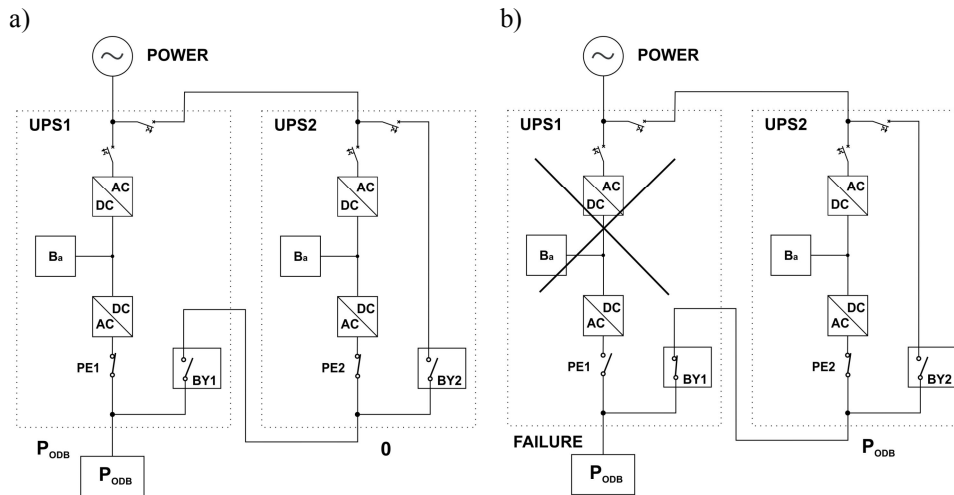 a)
POWER
UPS1
UPS2
AC
DC
AC
DC
Ba
Ba
DC
AC
DC
AC
PE1
BY1
PE2
BY2
PODB
0
PODB
b)
POWER
UPS1
UPS2
AC
DC
AC
DC
Ba
Ba
DC
AC
DC
AC
PE1
BY1
PE2
BY2
FAILURE
PODB
PODB